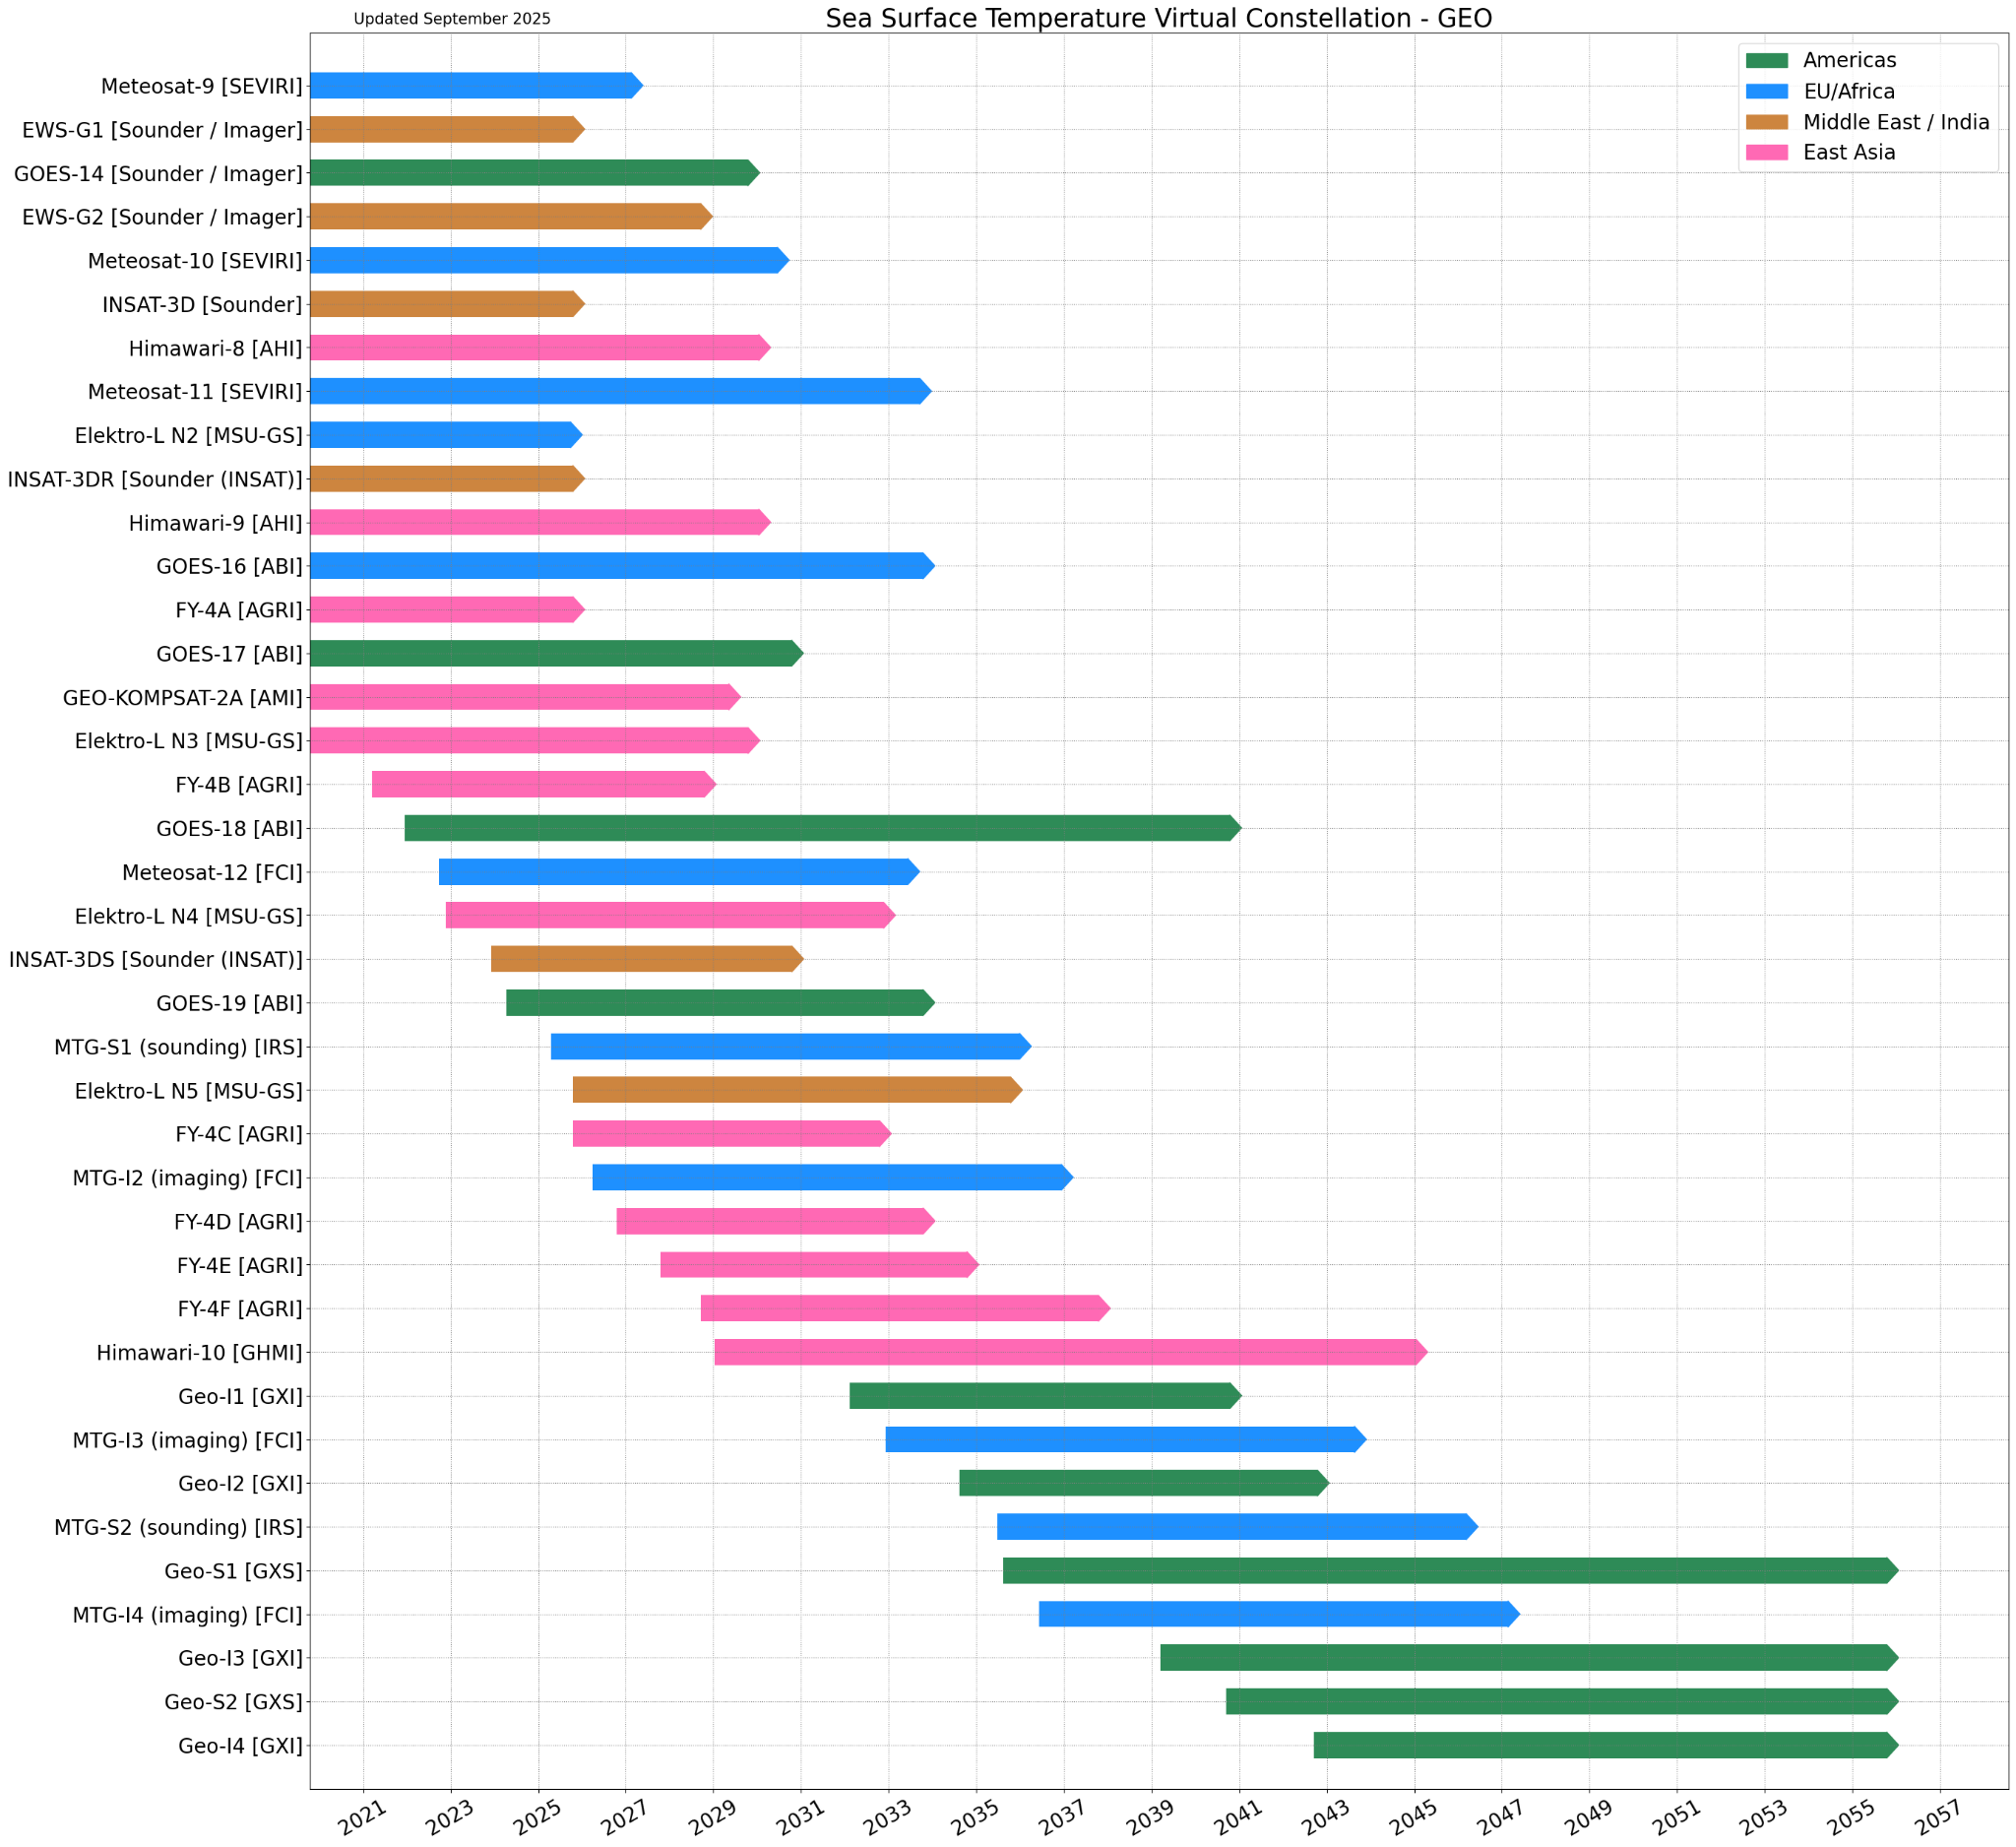 Updated September 2025
Sea Surface Temperature Virtual Constellation - GEO
Americas
EU/Africa
Middle East / India
East Asia
Meteosat-9 [SEVIRI]
EWS-G1 [Sounder / Imager]
GOES-14 [Sounder / Imager]
EWS-G2 [Sounder / Imager]
Meteosat-10 [SEVIRI]
INSAT-3D [Sounder]
Himawari-8 [AHI]
Meteosat-11 [SEVIRI]
Elektro-L N2 [MSU-GS]
INSAT-3DR [Sounder (INSAT)]
Himawari-9 [AHI]
GOES-16 [ABI]
FY-4A [AGRI]
GOES-17 [ABI]
GEO-KOMPSAT-2A [AMI]
Elektro-L N3 [MSU-GS]
FY-4B [AGRI]
GOES-18 [ABI]
Meteosat-12 [FCI]
Elektro-L N4 [MSU-GS]
INSAT-3DS [Sounder (INSAT)]
GOES-19 [ABI]
MTG-S1 (sounding) [IRS]
Elektro-L N5 [MSU-GS]
FY-4C [AGRI]
MTG-I2 (imaging) [FCI]
FY-4D [AGRI]
FY-4E [AGRI]
FY-4F [AGRI]
Himawari-10 [GHMI]
Geo-I1 [GXI]
MTG-I3 (imaging) [FCI]
Geo-I2 [GXI]
MTG-S2 (sounding) [IRS]
Geo-S1 [GXS]
MTG-I4 (imaging) [FCI]
Geo-I3 [GXI]
Geo-S2 [GXS]
Geo-I4 [GXI]
2021 2023 2025 2027 2029 2031 2033 2035 2037 2039 2041 2043 2045 2047 2049 2051 2053 2055 2057